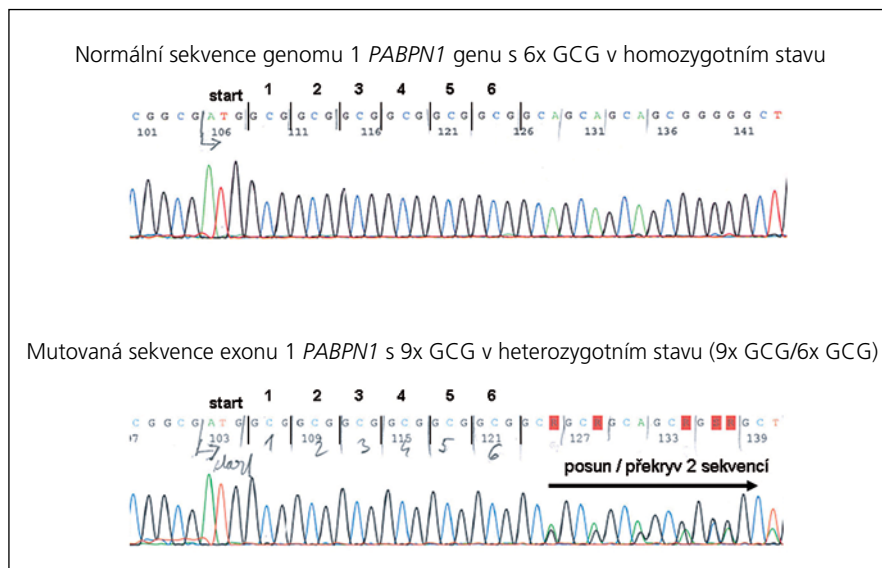 Normální sekvence genomu 1 PABPN1 genu s 6x GCG v homozygotním stavu
start 1 2 3 4 5 6
C G G C G A T G G C G G C G G C G G C G G C G G C G G C A G C A G C A G C G G G G G C T
101 106 111 116 121 126 131 136 141
Mutovaná sekvence exonu 1 PABPN1 s 9x GCG v heterozygotním stavu (9x GCG/6x GCG)
start 1 2 3 4 5 6
C G G C G A T G G C G G C G G C G G C G G C G G C G G C G C G C A G C G G C T
97 103 109 115 121 127 133 139
1 2 3 4 5 6
posun / překryv 2 sekvencí